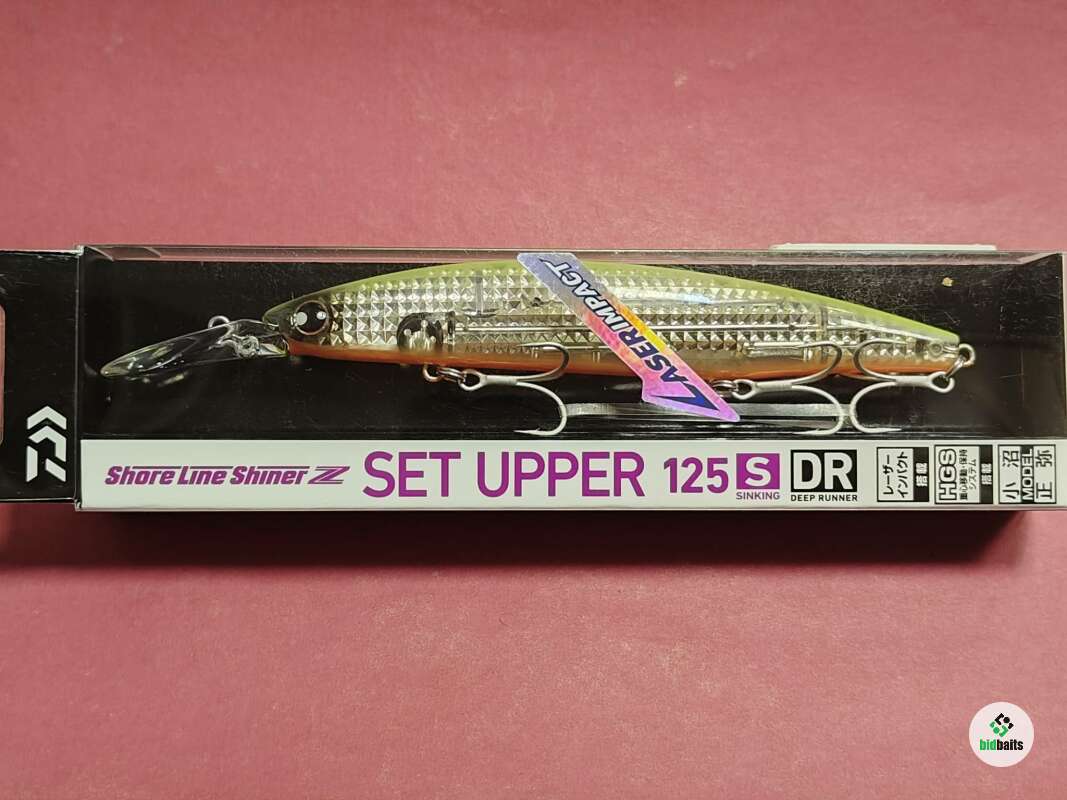 LASERIMPACT
Shore Line Shiner Z SET UPPER 125 S DR
SINKING
DEEP RUNNER
レーザー
インパクト
搭載
HGS
重心移動・保持
システム
搭載
小沼
MODEL
正弥
bidbaits